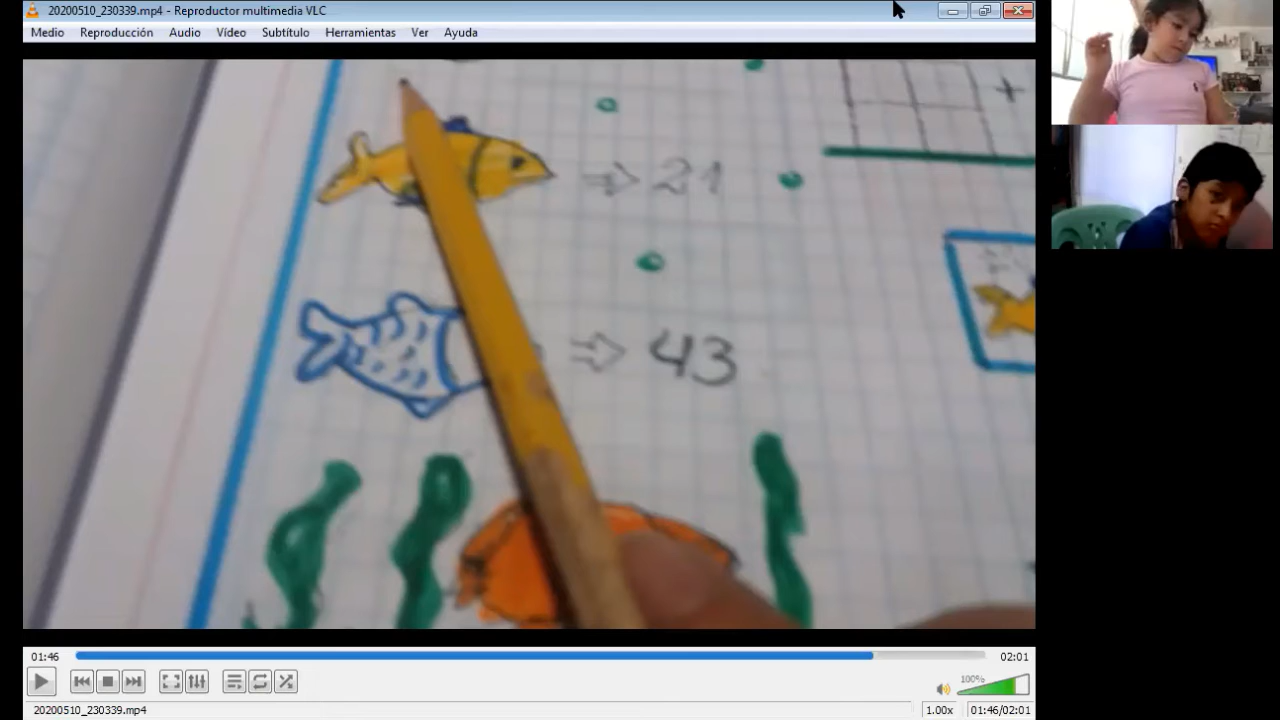 20200510_230339.mp4 - Reproductor multimedia VLC
Medio Reproducción Audio Vídeo Subtítulo Herramientas Ver Ayuda
+
⇒ 21
⇒ 43
01:46 02:01
100%
20200510_230339.mp4 1.00x 01:46/02:01